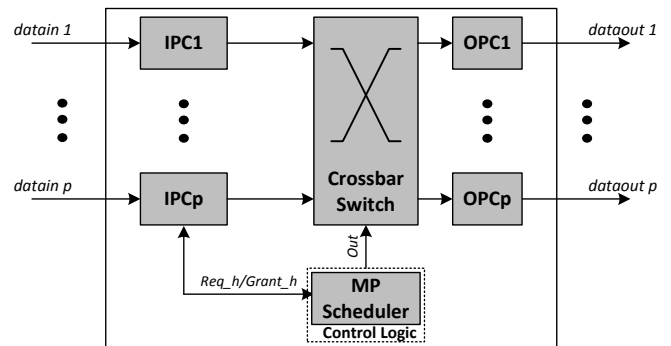 datain 1
IPC1
OPC1
dataout 1
datain p
IPCp
Crossbar
Switch
OPCp
dataout p
Out
Req_h/Grant_h
MP
Scheduler
Control Logic